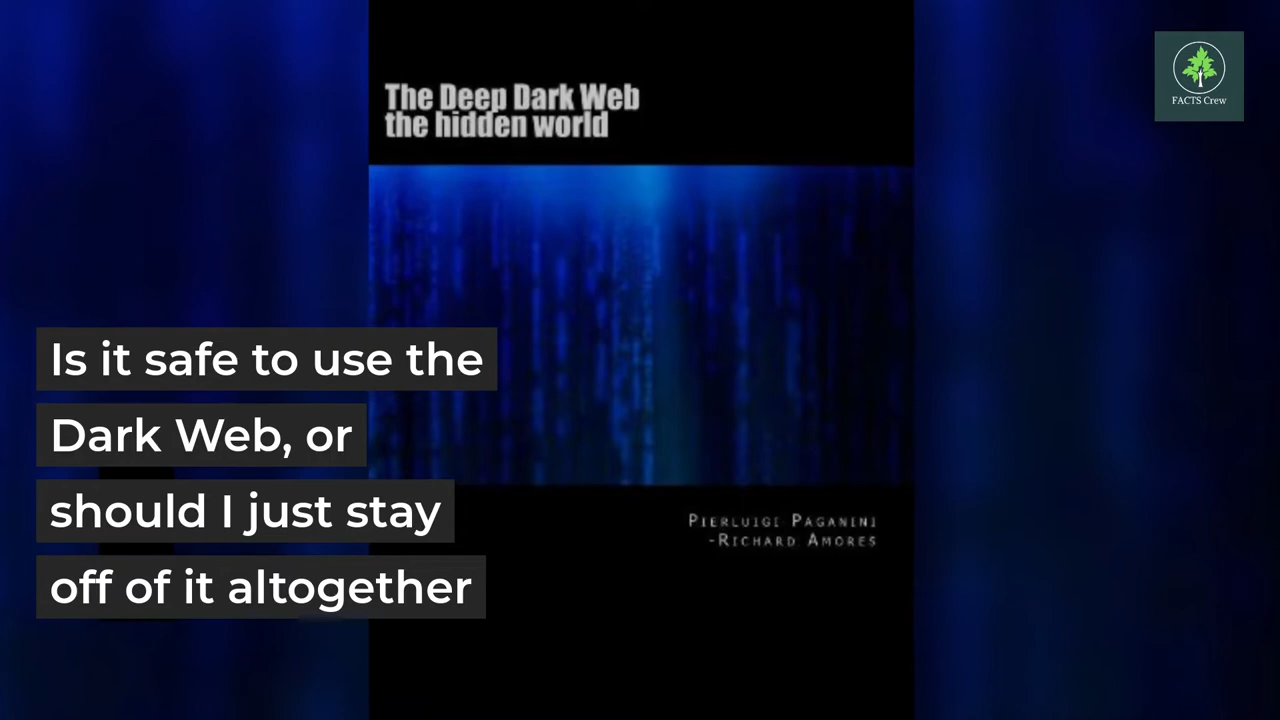 The Deep Dark Web
the hidden world
FACTS Crew
Is it safe to use the
Dark Web, or
should I just stay
off of it altogether
PIERLUIGI PAGANINI
-RICHARD AMORES